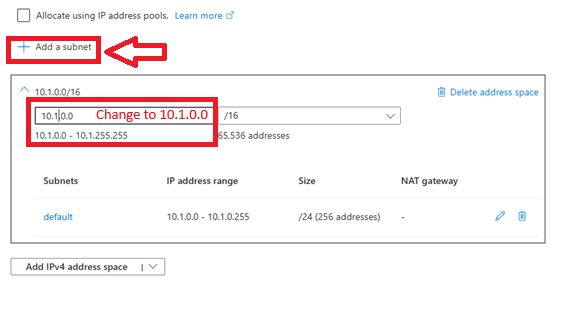 Allocate using IP address pools. Learn more
+ Add a subnet
10.1.0.0/16
Delete address space
10.1.0.0 Change to 10.1.0.0 /16
10.1.0.0 - 10.1.255.255 65,536 addresses
Subnets IP address range Size NAT gateway
default 10.1.0.0 - 10.1.0.255 /24 (256 addresses) -
Add IPv4 address space